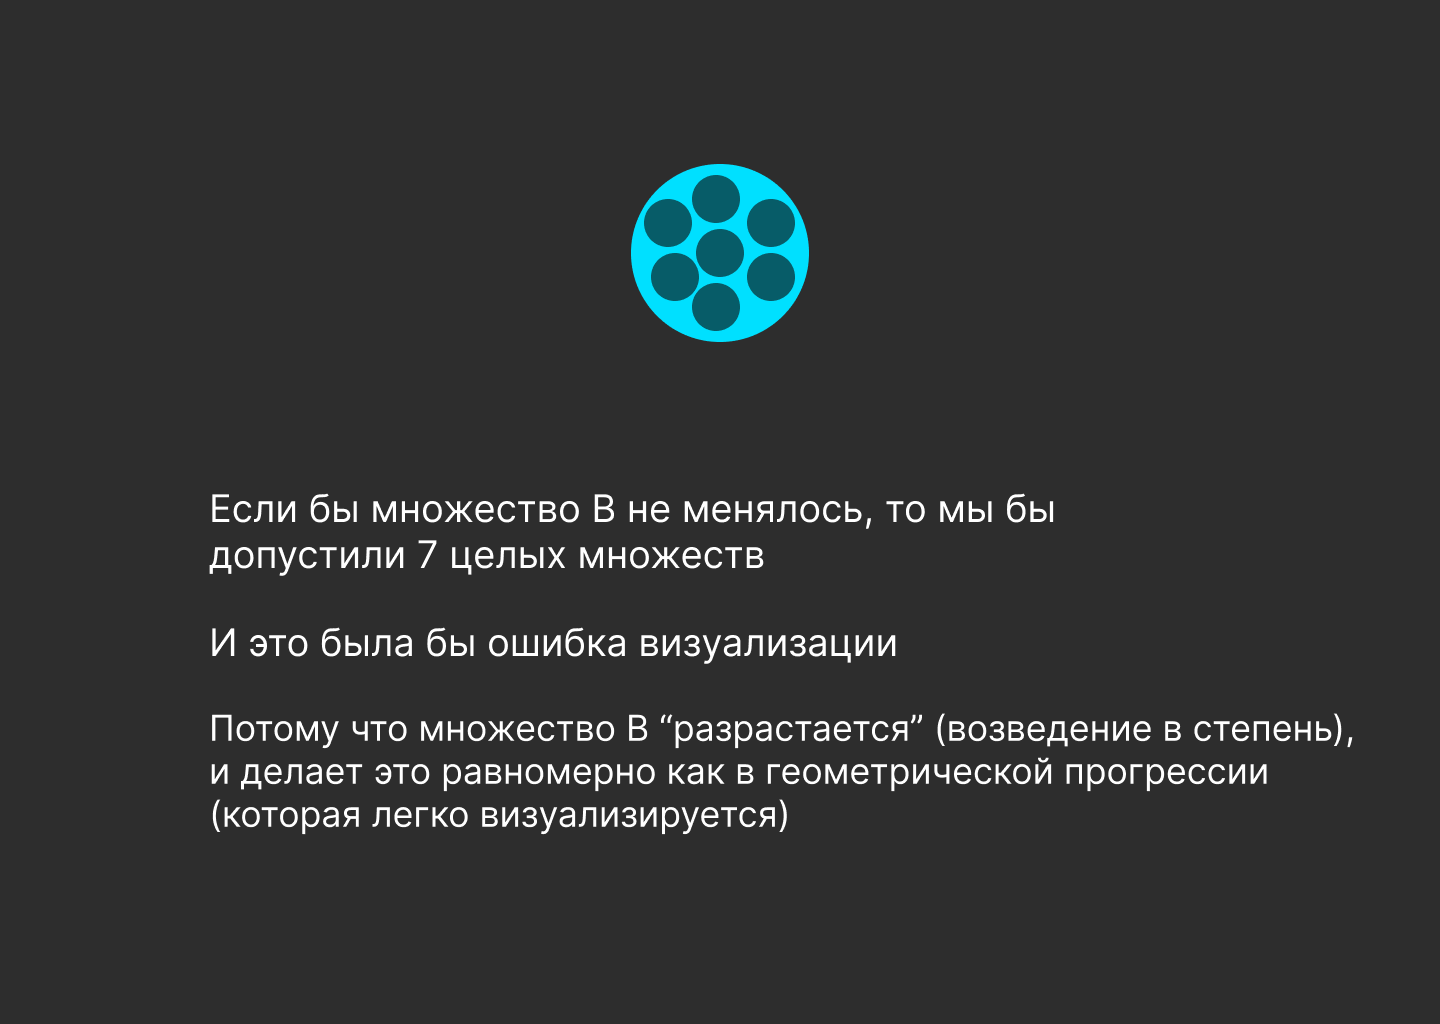 Если бы множество B не менялось, то мы бы
допустили 7 целых множеств
И это была бы ошибка визуализации
Потому что множество B “разрастается” (возведение в степень),
и делает это равномерно как в геометрической прогрессии
(которая легко визуализируется)